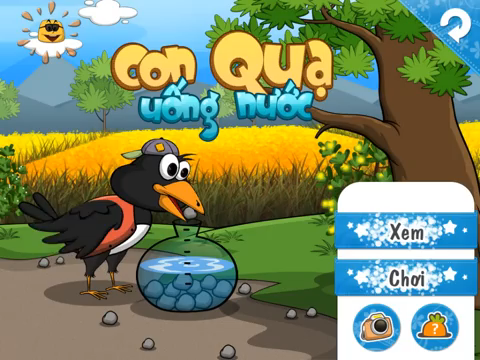 Con Quạ
uống nước
Xem
Chơi
?